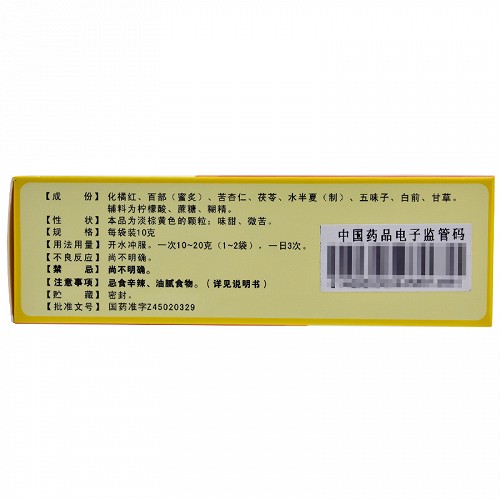 【成　份】 化橘红、百部（蜜炙）、苦杏仁、茯苓、水半夏（制）、五味子、白前、甘草。
辅料为柠檬酸、蔗糖、糊精。
【性　状】 本品为淡棕黄色的颗粒；味甜、微苦。
【规　格】 每袋装10克
【用法用量】 开水冲服。一次10~20克（1~2袋），一日3次。
【不良反应】 尚不明确。
【禁　忌】 尚不明确。
【注意事项】 忌食辛辣、油腻食物。（详见说明书）
【贮　藏】 密封。
【批准文号】 国药准字Z45020329
中国药品电子监管码